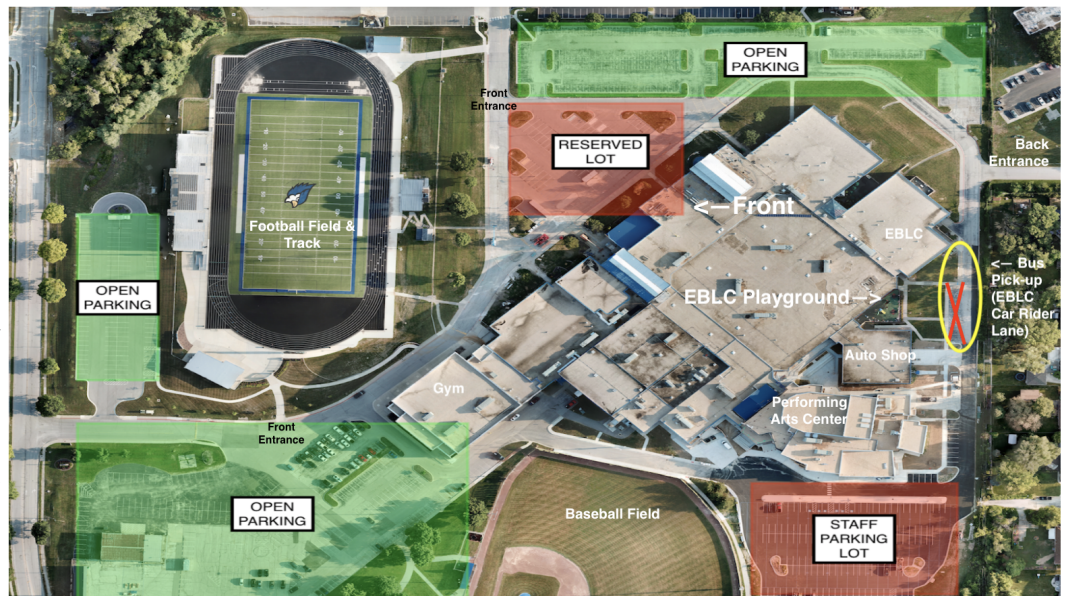 OPEN
PARKING
Front
Entrance
RESERVED
LOT
Back
Entrance
<—Front
EBLC
Football Field &
Track
OPEN
PARKING
EBLC Playground—>
<— Bus
Pick-up
(EBLC
Car Rider
Lane)
Auto Shop
Gym
Performing
Arts Center
Front
Entrance
OPEN
PARKING
Baseball Field
STAFF
PARKING
LOT